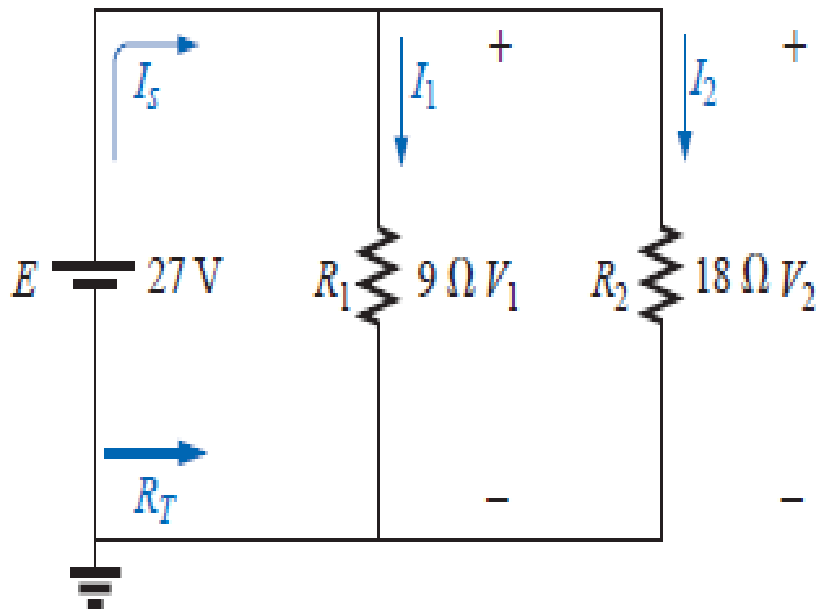 + +
I_s I_1 I_2
E 27 V R_1 9 Ω V_1 R_2 18 Ω V_2
R_T − −